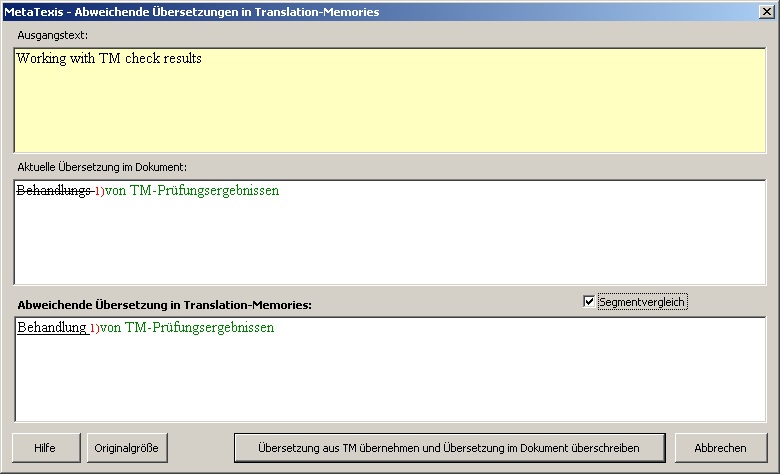 MetaTexis - Abweichende Übersetzungen in Translation-Memories
Ausgangstext:
Working with TM check results
Aktuelle Übersetzung im Dokument:
Behandlungs 1)von TM-Prüfungsergebnissen
Abweichende Übersetzung in Translation-Memories:
Segmentvergleich
Behandlung 1)von TM-Prüfungsergebnissen
Hilfe
Originalgröße
Übersetzung aus TM übernehmen und Übersetzung im Dokument überschreiben
Abbrechen